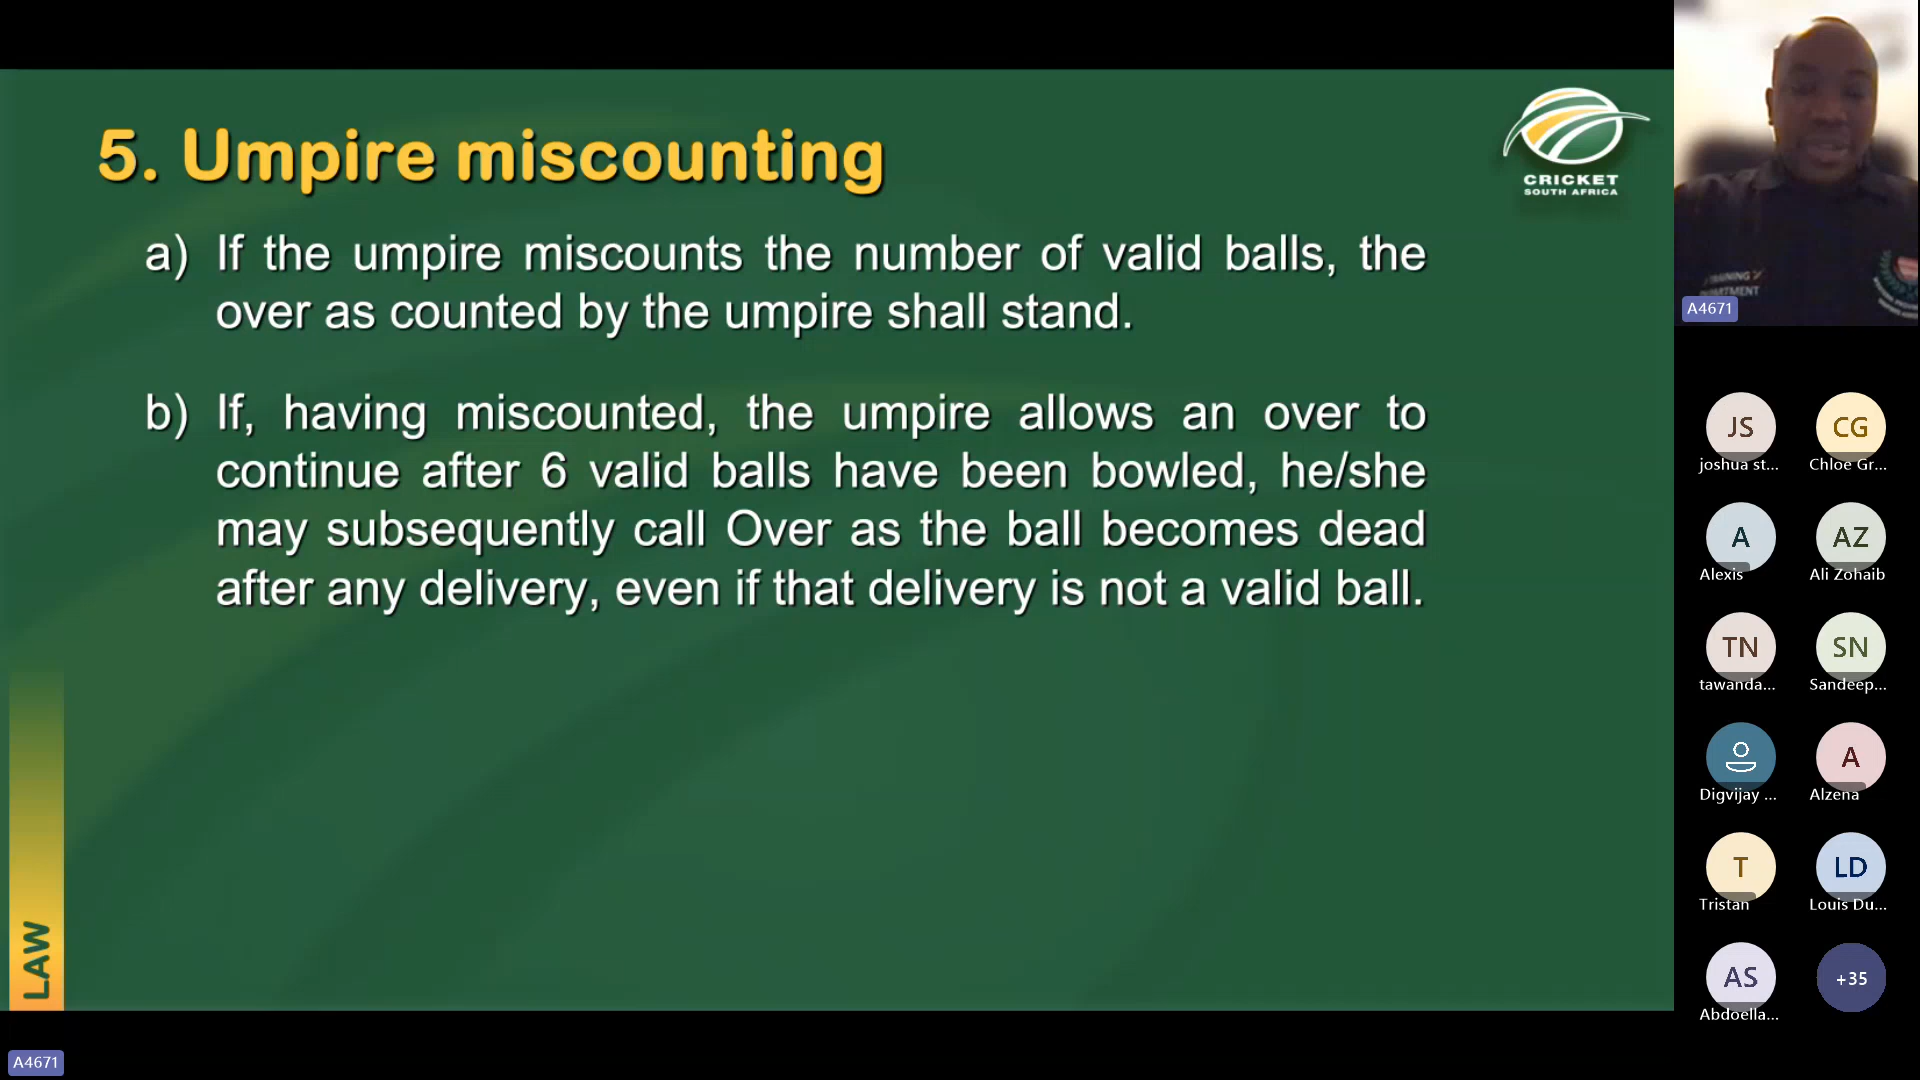 5. Umpire miscounting
CRICKET
SOUTH AFRICA
a) If the umpire miscounts the number of valid balls, the
over as counted by the umpire shall stand.
b) If, having miscounted, the umpire allows an over to
continue after 6 valid balls have been bowled, he/she
may subsequently call Over as the ball becomes dead
after any delivery, even if that delivery is not a valid ball.
LAW
A4671
A4671
JS
joshua st...
CG
Chloe Gr...
A
Alexis
AZ
Ali Zohaib
TN
tawanda...
SN
Sandeep...
Digvijay ...
A
Alzena
T
Tristan
LD
Louis Du...
AS
Abdoella...
+35